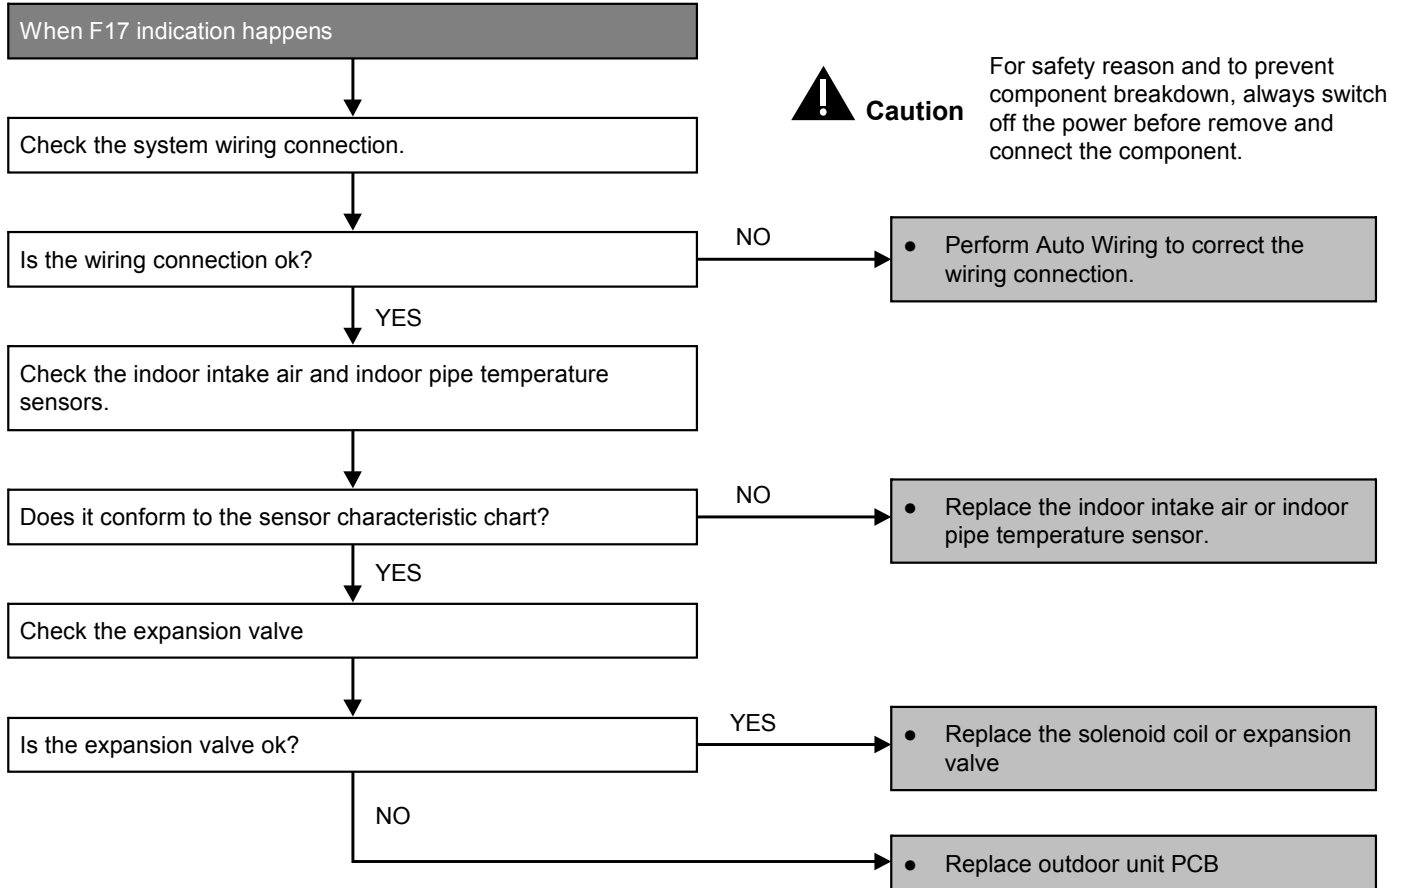 When F17 indication happens
For safety reason and to prevent
component breakdown, always switch
off the power before remove and
connect the component.
Caution
Check the system wiring connection.
Is the wiring connection ok?
NO
● Perform Auto Wiring to correct the
wiring connection.
YES
Check the indoor intake air and indoor pipe temperature
sensors.
Does it conform to the sensor characteristic chart?
NO
● Replace the indoor intake air or indoor
pipe temperature sensor.
YES
Check the expansion valve
Is the expansion valve ok?
YES
● Replace the solenoid coil or expansion
valve
NO
● Replace outdoor unit PCB